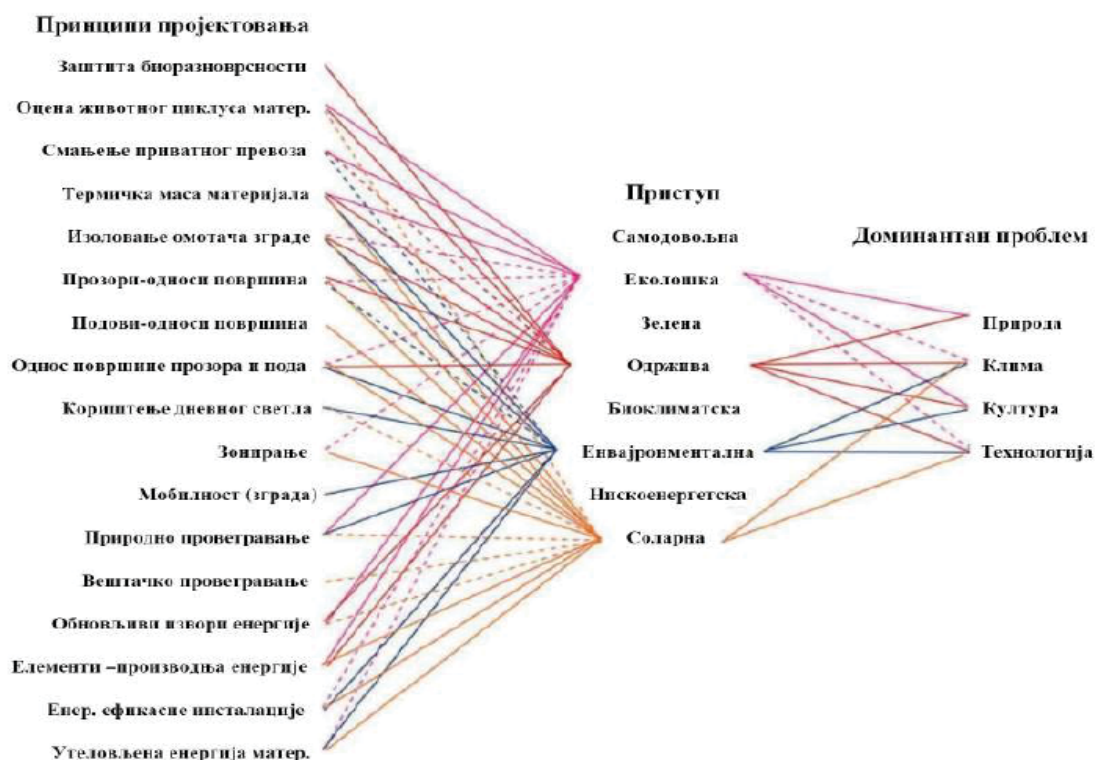 Принципи пројектовања
Заштита биоразноврсности
Оцена животног циклуса матер.
Смањење приватног превоза
Термичка маса материјала
Изоловање омотача зграде
Прозори-односи површина
Подови-односи површина
Однос површине прозора и пода
Кориштење дневног светла
Зонирање
Мобилност (зграда)
Природно проветравање
Вештачко проветравање
Обновљиви извори енергије
Елементи –производња енергије
Енер. ефикасне инсталације
Утеловљена енергија матер.
Приступ
Самодовољна
Еколошка
Зелена
Одржива
Биоклиматска
Енвајронментална
Нискоенергетска
Соларна
Доминантан проблем
Природа
Клима
Култура
Технологија